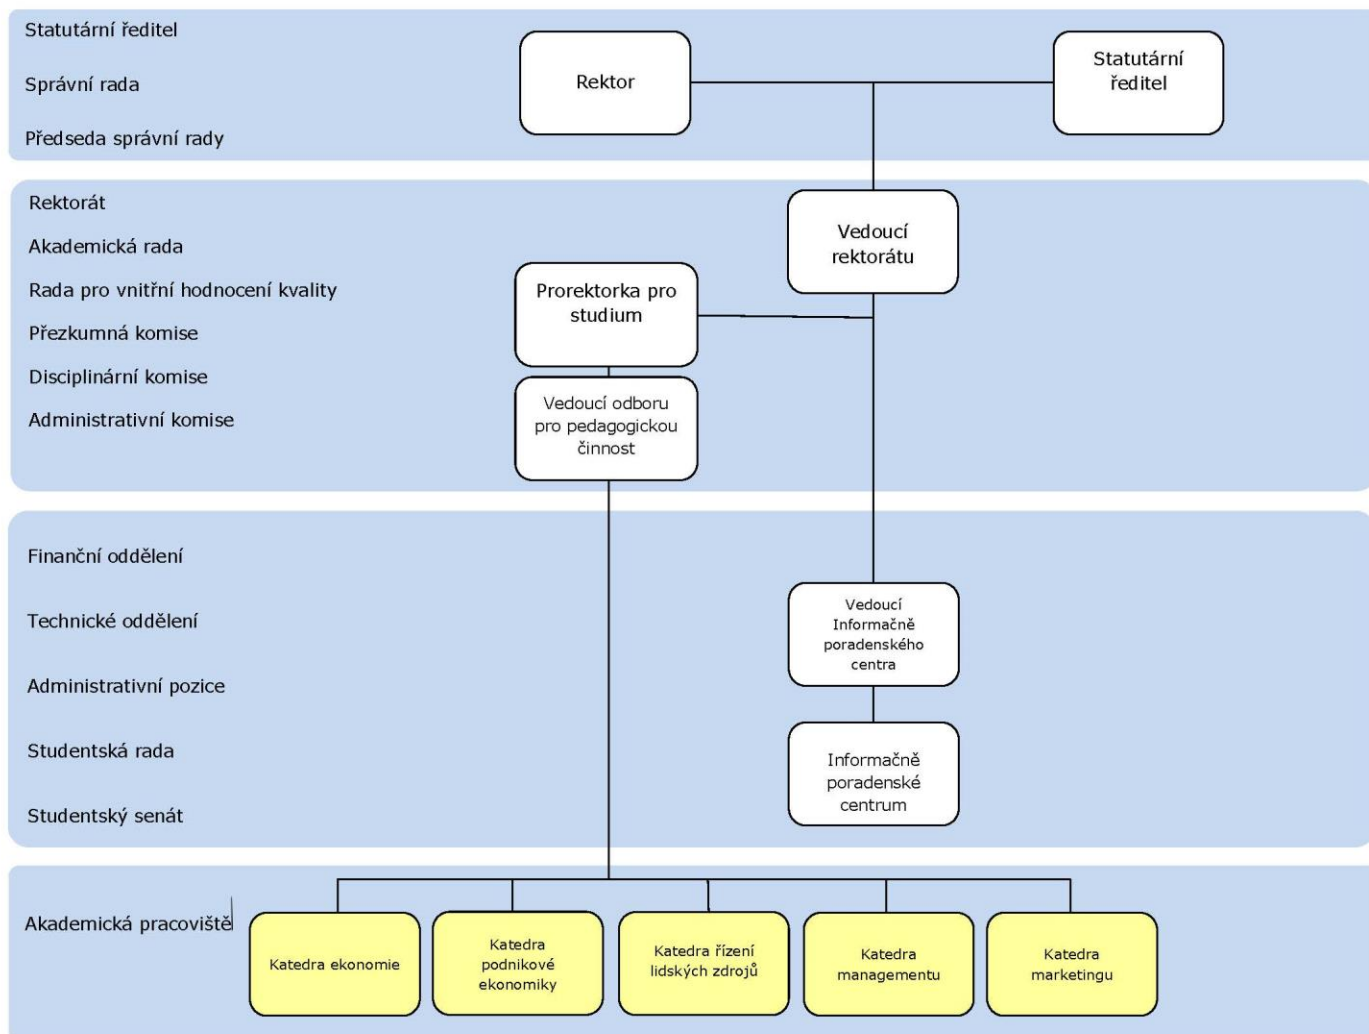 Statutární ředitel
Správní rada
Předseda správní rady
Rektor
Statutární
ředitel
Rektorát
Akademická rada
Rada pro vnitřní hodnocení kvality
Přezkumná komise
Disciplinární komise
Administrativní komise
Vedoucí
rektorátu
Prorektorka pro
studium
Vedoucí odboru
pro pedagogickou
činnost
Finanční oddělení
Technické oddělení
Administrativní pozice
Studentská rada
Studentský senát
Vedoucí
Informačně
poradenského
centra
Informačně
poradenské
centrum
Akademická pracoviště
Katedra ekonomie
Katedra
podnikové
ekonomiky
Katedra řízení
lidských zdrojů
Katedra
managementu
Katedra
marketingu